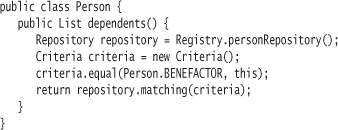 public class Person {
    public List dependents() {
        Repository repository = Registry.personRepository();
        Criteria criteria = new Criteria();
        criteria.equal(Person.BENEFACTOR, this);
        return repository.matching(criteria);
    }
}